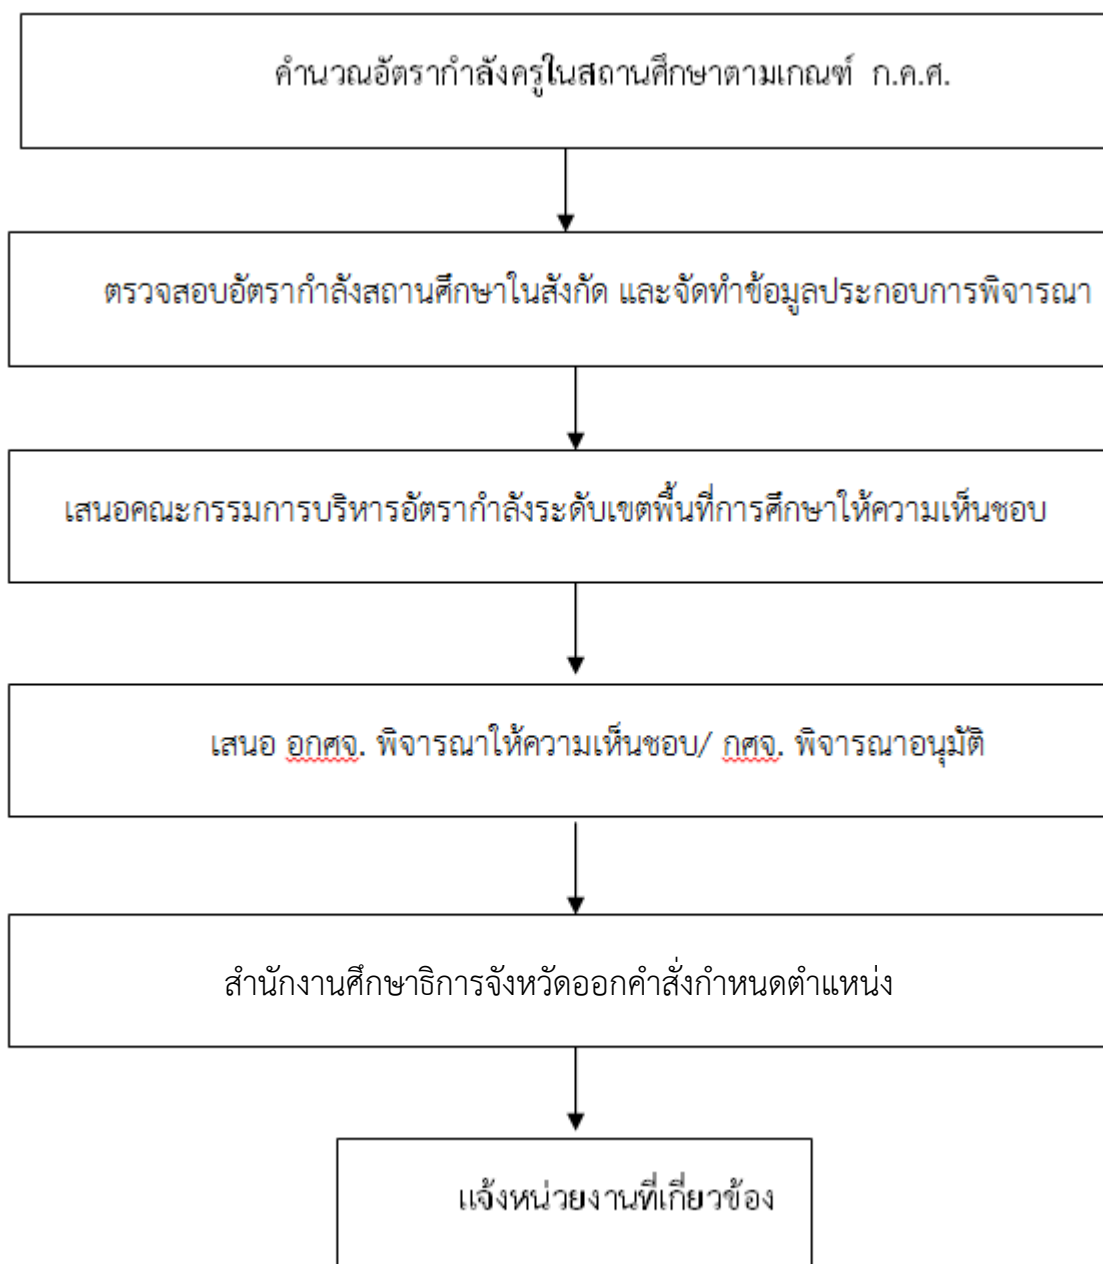 คำนวณอัตรากำลังครูในสถานศึกษาตามเกณฑ์ ก.ค.ศ.
ตรวจสอบอัตรากำลังสถานศึกษาในสังกัด และจัดทำข้อมูลประกอบการพิจารณา
เสนอคณะกรรมการบริหารอัตรากำลังระดับเขตพื้นที่การศึกษาให้ความเห็นชอบ
เสนอ อกศจ. พิจารณาให้ความเห็นชอบ/ กศจ. พิจารณาอนุมัติ
สำนักงานศึกษาธิการจังหวัดออกคำสั่งกำหนดตำแหน่ง
แจ้งหน่วยงานที่เกี่ยวข้อง